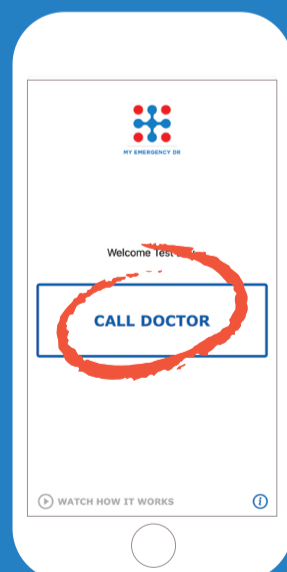 MY EMERGENCY DR
Welcome Test
CALL DOCTOR
WATCH HOW IT WORKS
i